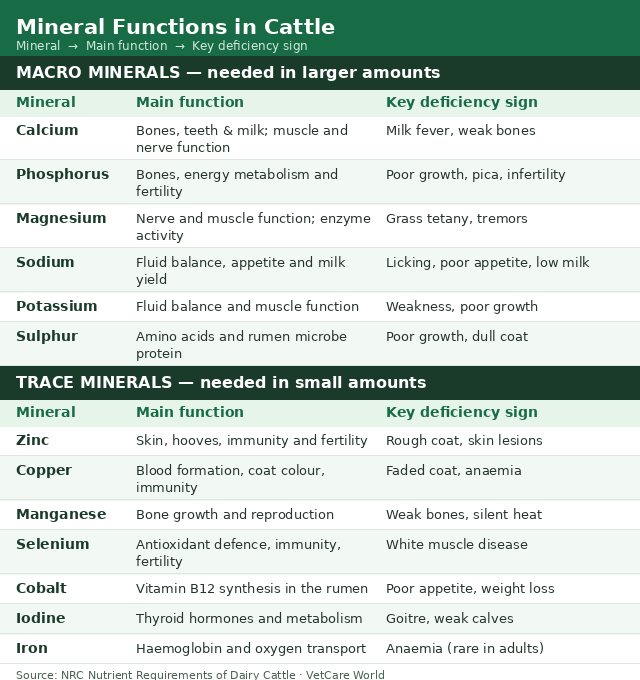 Mineral Functions in Cattle
Mineral → Main function → Key deficiency sign
MACRO MINERALS — needed in larger amounts
Mineral Main function Key deficiency sign
Calcium Bones, teeth & milk; muscle and Milk fever, weak bones
nerve function
Phosphorus Bones, energy metabolism and Poor growth, pica, infertility
fertility
Magnesium Nerve and muscle function; enzyme Grass tetany, tremors
activity
Sodium Fluid balance, appetite and milk Licking, poor appetite, low milk
yield
Potassium Fluid balance and muscle function Weakness, poor growth
Sulphur Amino acids and rumen microbe Poor growth, dull coat
protein
TRACE MINERALS — needed in small amounts
Mineral Main function Key deficiency sign
Zinc Skin, hooves, immunity and fertility Rough coat, skin lesions
Copper Blood formation, coat colour, Faded coat, anaemia
immunity
Manganese Bone growth and reproduction Weak bones, silent heat
Selenium Antioxidant defence, immunity, White muscle disease
fertility
Cobalt Vitamin B12 synthesis in the rumen Poor appetite, weight loss
Iodine Thyroid hormones and metabolism Goitre, weak calves
Iron Haemoglobin and oxygen transport Anaemia (rare in adults)
Source: NRC Nutrient Requirements of Dairy Cattle · VetCare World